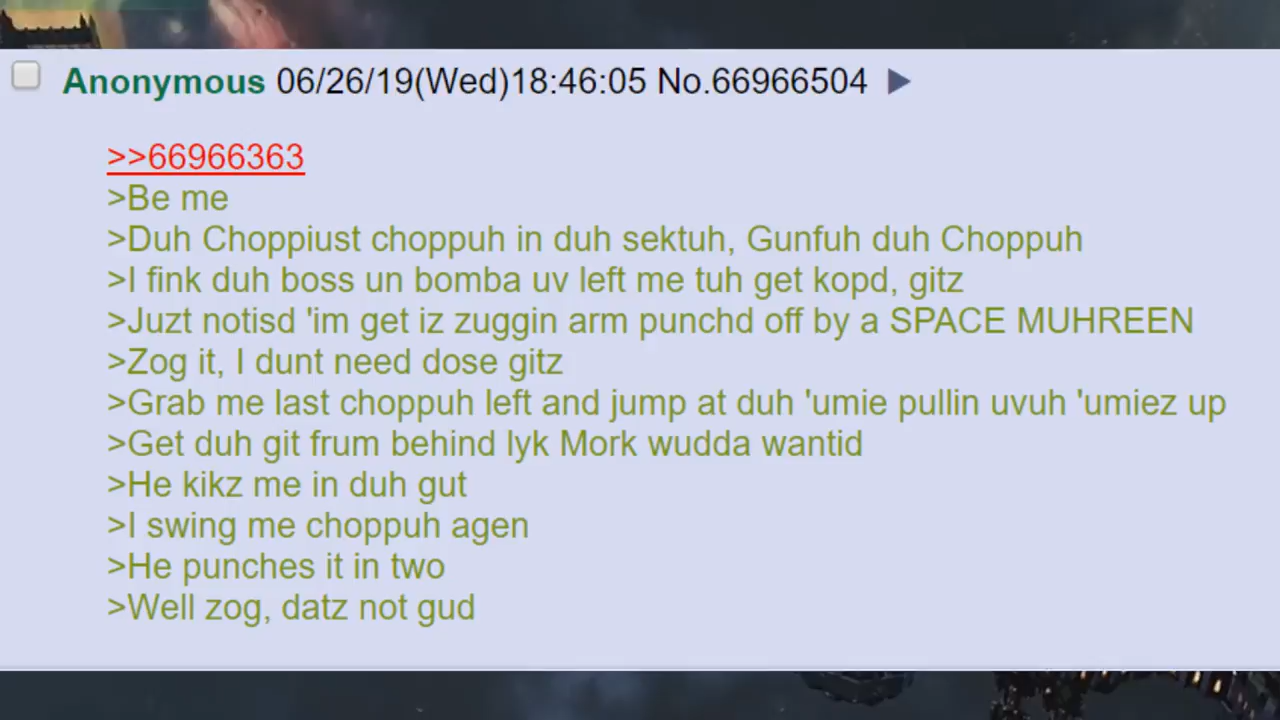 Anonymous 06/26/19(Wed)18:46:05 No.66966504
>>66966363
>Be me
>Duh Choppiust choppuh in duh sektuh, Gunfuh duh Choppuh
>I fink duh boss un bomba uv left me tuh get kopd, gitz
>Juzt notisd 'im get iz zuggin arm punchd off by a SPACE MUHREEN
>Zog it, I dunt need dose gitz
>Grab me last choppuh left and jump at duh 'umie pullin uvuh 'umiez up
>Get duh git frum behind lyk Mork wudda wantid
>He kikz me in duh gut
>I swing me choppuh agen
>He punches it in two
>Well zog, datz not gud